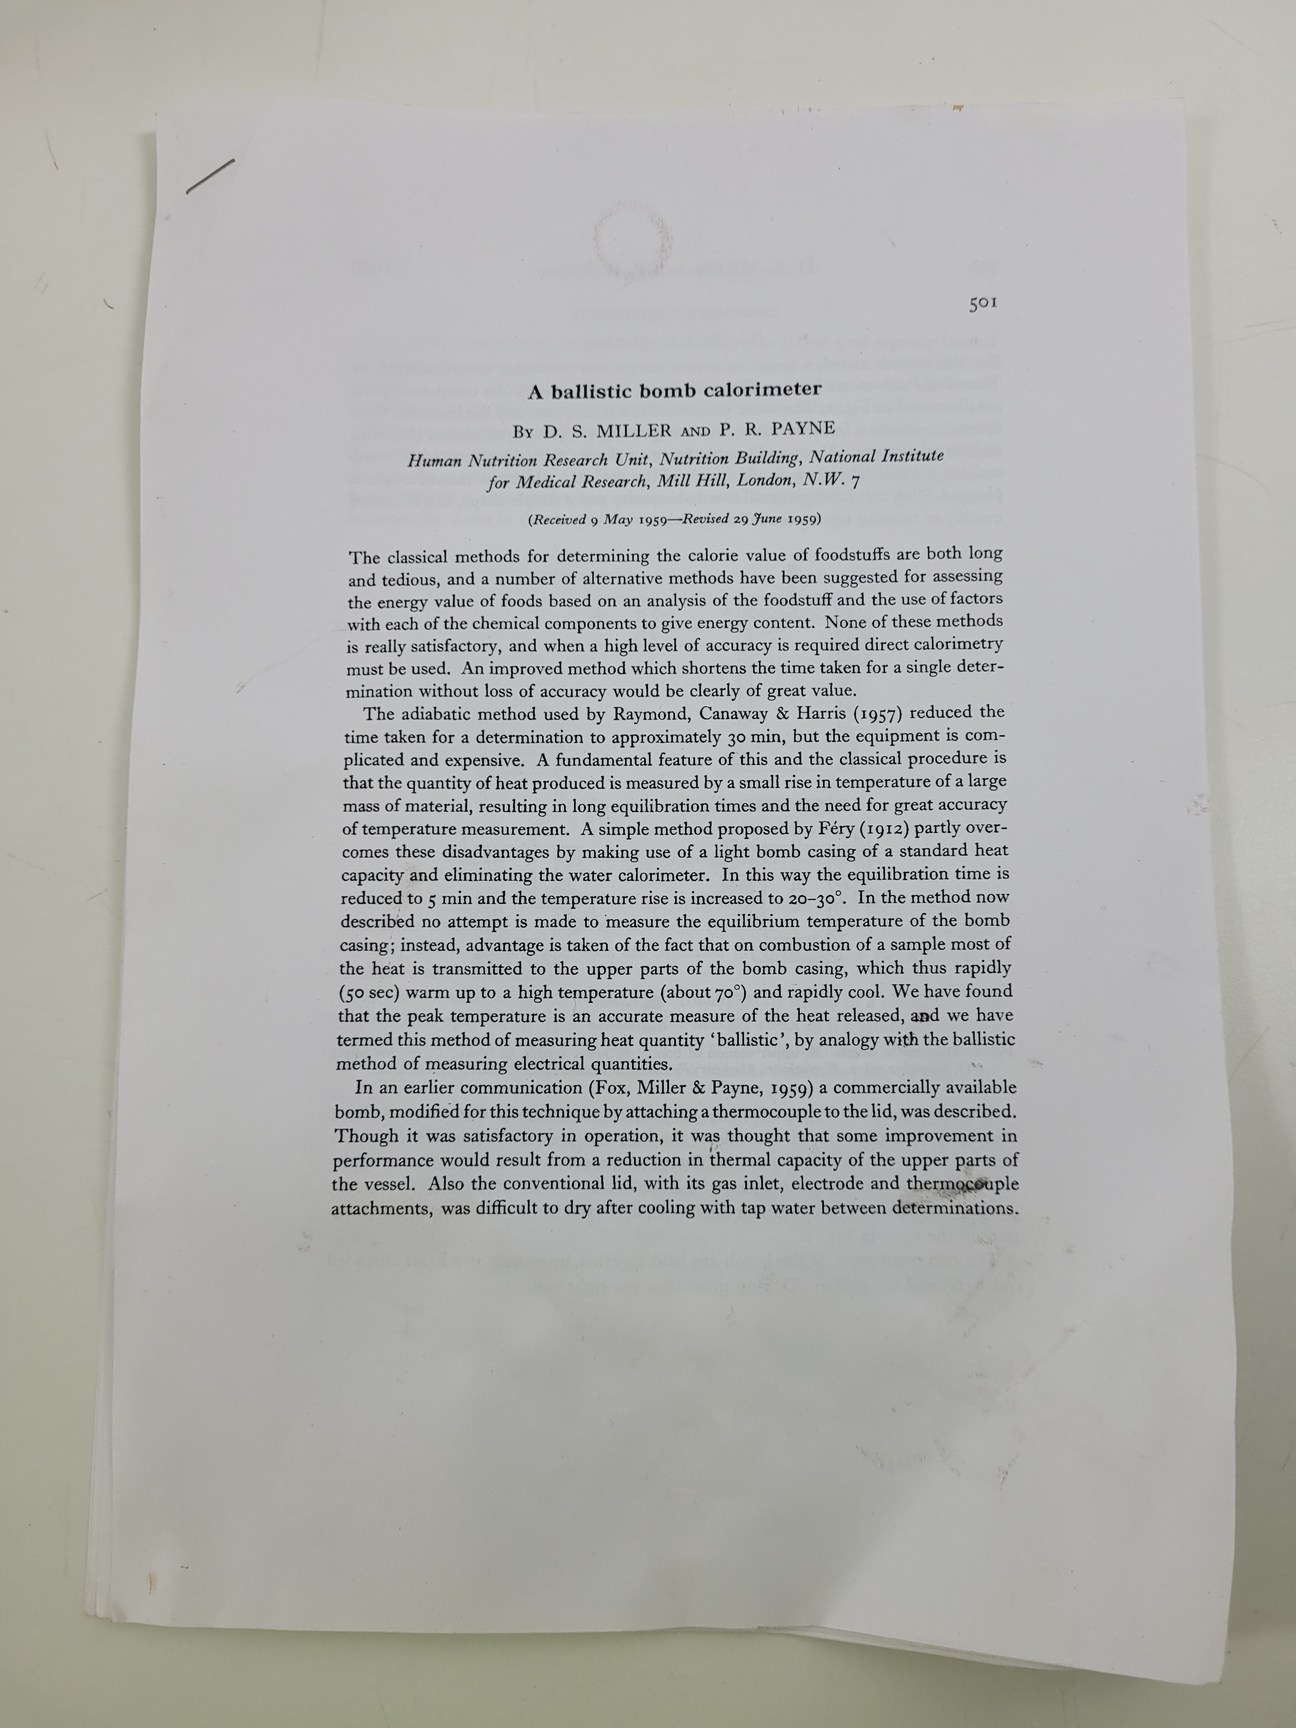 501
A ballistic bomb calorimeter
By D. S. MILLER AND P. R. PAYNE
Human Nutrition Research Unit, Nutrition Building, National Institute
for Medical Research, Mill Hill, London, N.W. 7
(Received 9 May 1959—Revised 29 June 1959)
The classical methods for determining the calorie value of foodstuffs are both long
and tedious, and a number of alternative methods have been suggested for assessing
the energy value of foods based on an analysis of the foodstuff and the use of factors
with each of the chemical components to give energy content. None of these methods
is really satisfactory, and when a high level of accuracy is required direct calorimetry
must be used. An improved method which shortens the time taken for a single deter-
mination without loss of accuracy would be clearly of great value.
The adiabatic method used by Raymond, Canaway & Harris (1957) reduced the
time taken for a determination to approximately 30 min, but the equipment is com-
plicated and expensive. A fundamental feature of this and the classical procedure is
that the quantity of heat produced is measured by a small rise in temperature of a large
mass of material, resulting in long equilibration times and the need for great accuracy
of temperature measurement. A simple method proposed by Féry (1912) partly over-
comes these disadvantages by making use of a light bomb casing of a standard heat
capacity and eliminating the water calorimeter. In this way the equilibration time is
reduced to 5 min and the temperature rise is increased to 20–30°. In the method now
described no attempt is made to measure the equilibrium temperature of the bomb
casing; instead, advantage is taken of the fact that on combustion of a sample most of
the heat is transmitted to the upper parts of the bomb casing, which thus rapidly
(50 sec) warm up to a high temperature (about 70°) and rapidly cool. We have found
that the peak temperature is an accurate measure of the heat released, and we have
termed this method of measuring heat quantity 'ballistic', by analogy with the ballistic
method of measuring electrical quantities.
In an earlier communication (Fox, Miller & Payne, 1959) a commercially available
bomb, modified for this technique by attaching a thermocouple to the lid, was described.
Though it was satisfactory in operation, it was thought that some improvement in
performance would result from a reduction in thermal capacity of the upper parts of
the vessel. Also the conventional lid, with its gas inlet, electrode and thermocouple
attachments, was difficult to dry after cooling with tap water between determinations.